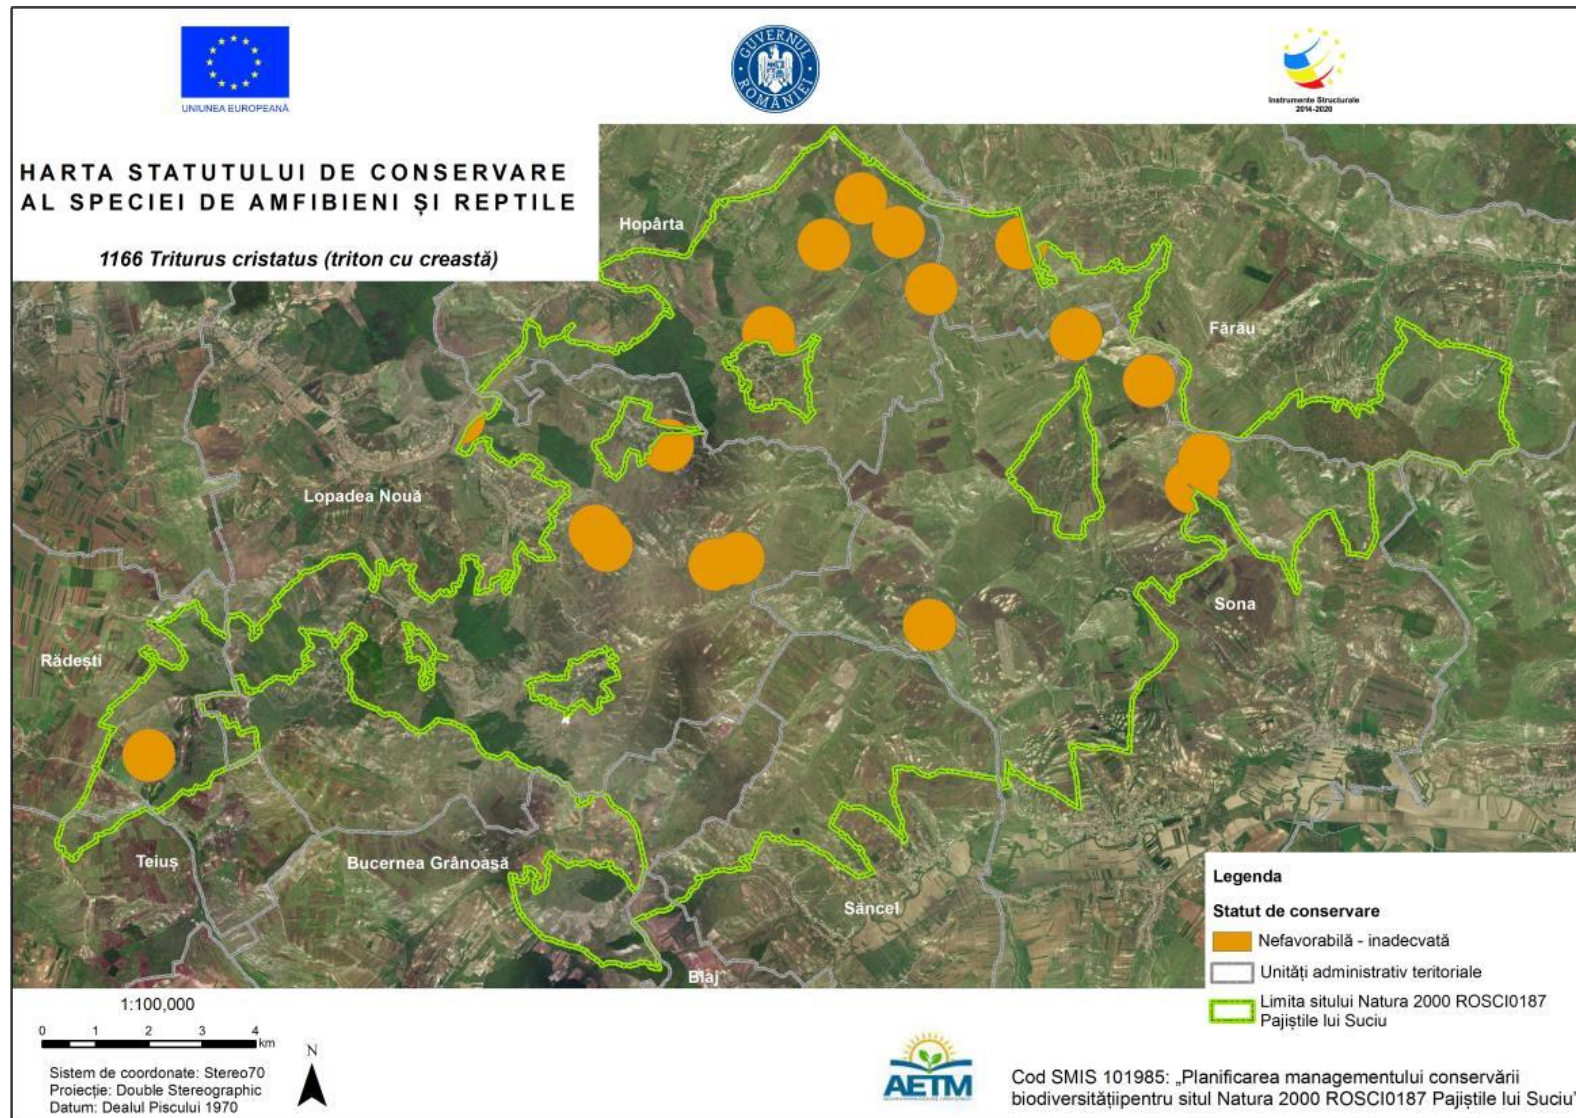 UNIUNEA EUROPEANĂ
GUVERNUL ROMÂNIEI
Instrumente Structurale
2014-2020
HARTA STATUTULUI DE CONSERVARE
AL SPECIEI DE AMFIBIENI ȘI REPTILE
1166 Triturus cristatus (triton cu creastă)
Hopârta
Fărău
Lopadea Nouă
Sona
Rădești
Teiuș
Bucernea Grânoasă
Săncel
Blaj
Legenda
Statut de conservare
Nefavorabilă - inadecvată
Unități administrativ teritoriale
Limita sitului Natura 2000 ROSCI0187
Pajiștile lui Suciu
1:100,000
0 1 2 3 4
km
N
Sistem de coordonate: Stereo70
Proiecție: Double Stereographic
Datum: Dealul Piscului 1970
AETM
Cod SMIS 101985: „Planificarea managementului conservării
biodiversitățiipentru situl Natura 2000 ROSCI0187 Pajiștile lui Suciu”